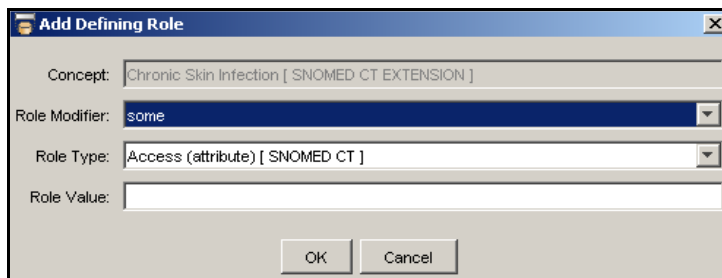 Add Defining Role
Concept: Chronic Skin Infection [ SNOMED CT EXTENSION ]
Role Modifier: some
Role Type: Access (attribute) [ SNOMED CT ]
Role Value:
OK Cancel